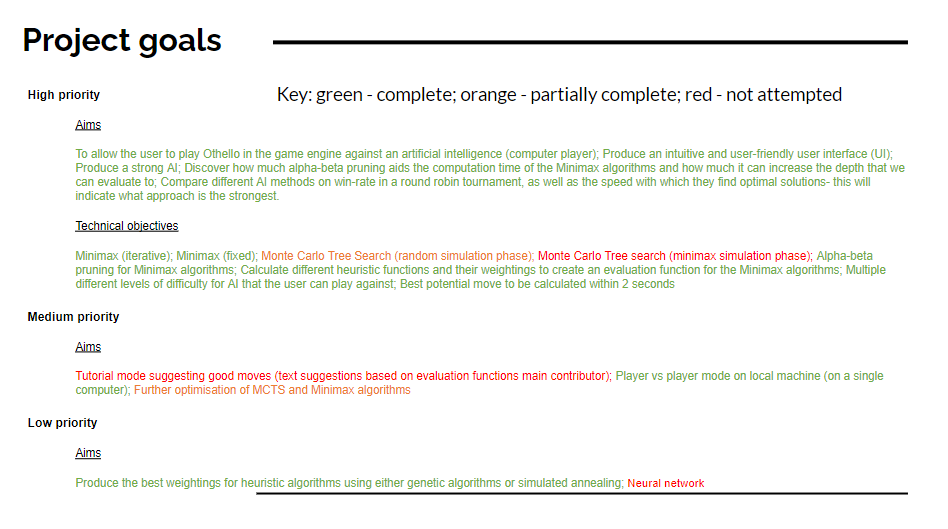 Project goals
Key: green - complete; orange - partially complete; red - not attempted
High priority
Aims
To allow the user to play Othello in the game engine against an artificial intelligence (computer player); Produce an intuitive and user-friendly user interface (UI);
Produce a strong AI; Discover how much alpha-beta pruning aids the computation time of the Minimax algorithms and how much it can increase the depth that we
can evaluate to; Compare different AI methods on win-rate in a round robin tournament, as well as the speed with which they find optimal solutions- this will
indicate what approach is the strongest.
Technical objectives
Minimax (iterative); Minimax (fixed); Monte Carlo Tree Search (random simulation phase); Monte Carlo Tree search (minimax simulation phase); Alpha-beta
pruning for Minimax algorithms; Calculate different heuristic functions and their weightings to create an evaluation function for the Minimax algorithms; Multiple
different levels of difficulty for AI that the user can play against; Best potential move to be calculated within 2 seconds
Medium priority
Aims
Tutorial mode suggesting good moves (text suggestions based on evaluation functions main contributor); Player vs player mode on local machine (on a single
computer); Further optimisation of MCTS and Minimax algorithms
Low priority
Aims
Produce the best weightings for heuristic algorithms using either genetic algorithms or simulated annealing; Neural network